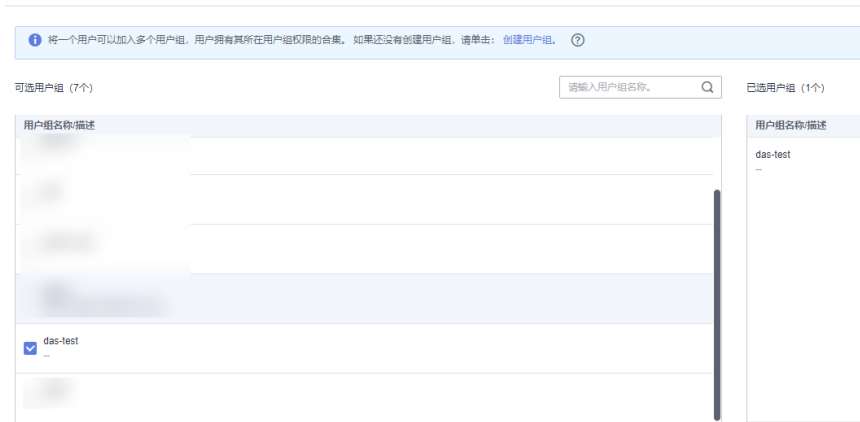 将一个用户可以加入多个用户组，用户拥有其所在用户组权限的合集。 如果还没有创建用户组，请单击： 创建用户组。
可选用户组（7个）
请输入用户组名称。
已选用户组（1个）
用户组名称/描述
用户组名称/描述
das-test
--
das-test
--